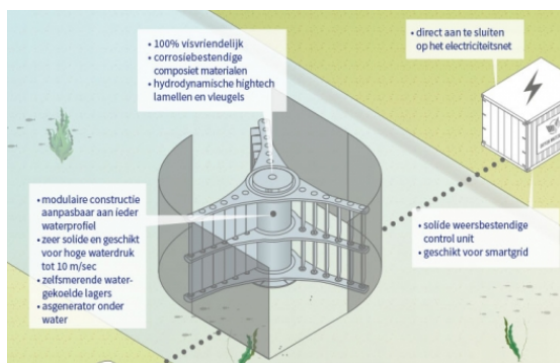 • 100% visvriendelijk
• corrosiebestendige
composiet materialen
• hydrodynamische hightech
lamellen en vleugels
• direct aan te sluiten
op het electriciteitsnet
• modulaire constructie
aanpasbaar aan ieder
waterprofiel
• zeer solide en geschikt
voor hoge waterdruk
tot 10 m/sec
• zelfsmerende water-
gekoelde lagers
• asgenerator onder
water
• solide weersbestendige
control unit
• geschikt voor smartgrid